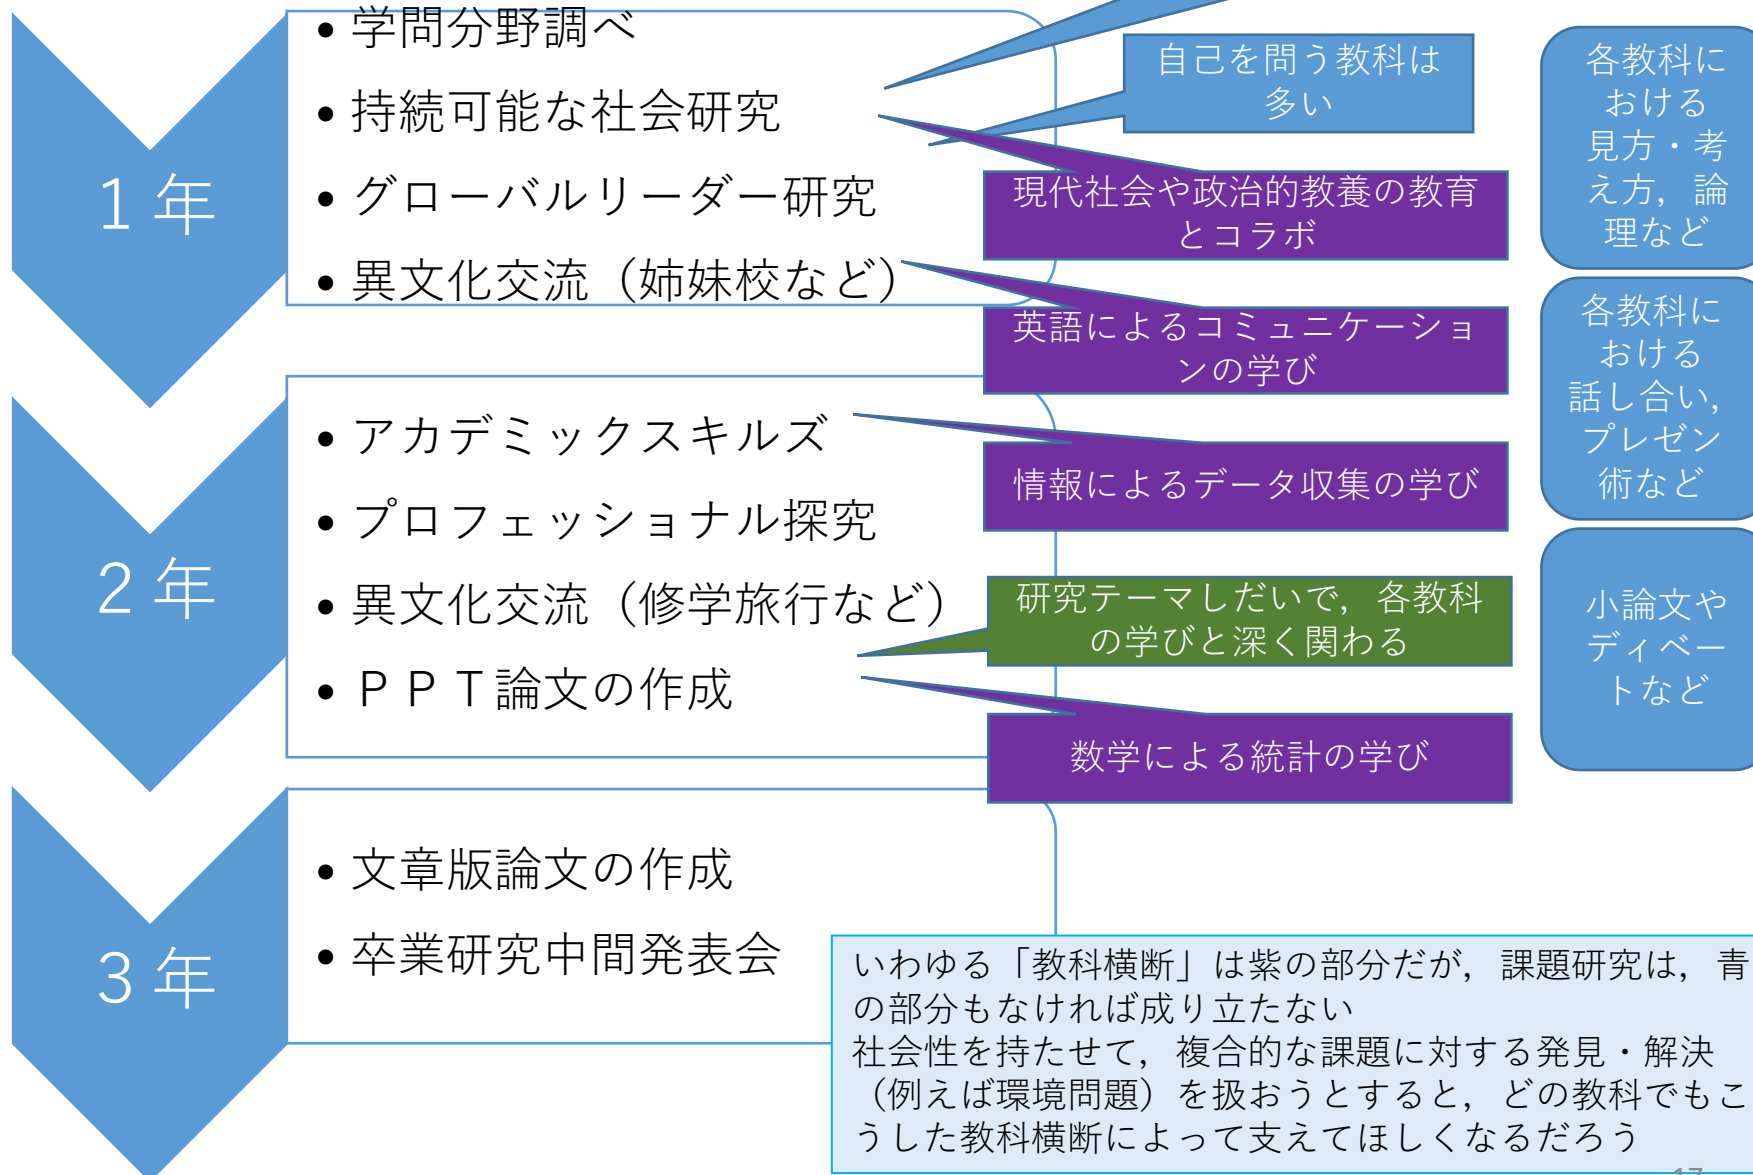 １年
• 学問分野調べ
• 持続可能な社会研究
• グローバルリーダー研究
• 異文化交流（姉妹校など）
自己を問う教科は
多い
現代社会や政治的教養の教育
とコラボ
英語によるコミュニケーショ
ンの学び
２年
• アカデミックスキルズ
• プロフェッショナル探究
• 異文化交流（修学旅行など）
• ＰＰＴ論文の作成
情報によるデータ収集の学び
研究テーマしだいで，各教科
の学びと深く関わる
数学による統計の学び
３年
• 文章版論文の作成
• 卒業研究中間発表会
各教科に
おける
見方・考
え方，論
理など
各教科に
おける
話し合い，
プレゼン
術など
小論文や
ディベー
トなど
いわゆる「教科横断」は紫の部分だが，課題研究は，青
の部分もなければ成り立たない
社会性を持たせて，複合的な課題に対する発見・解決
（例えば環境問題）を扱おうとすると，どの教科でもこ
うした教科横断によって支えてほしくなるだろう
17